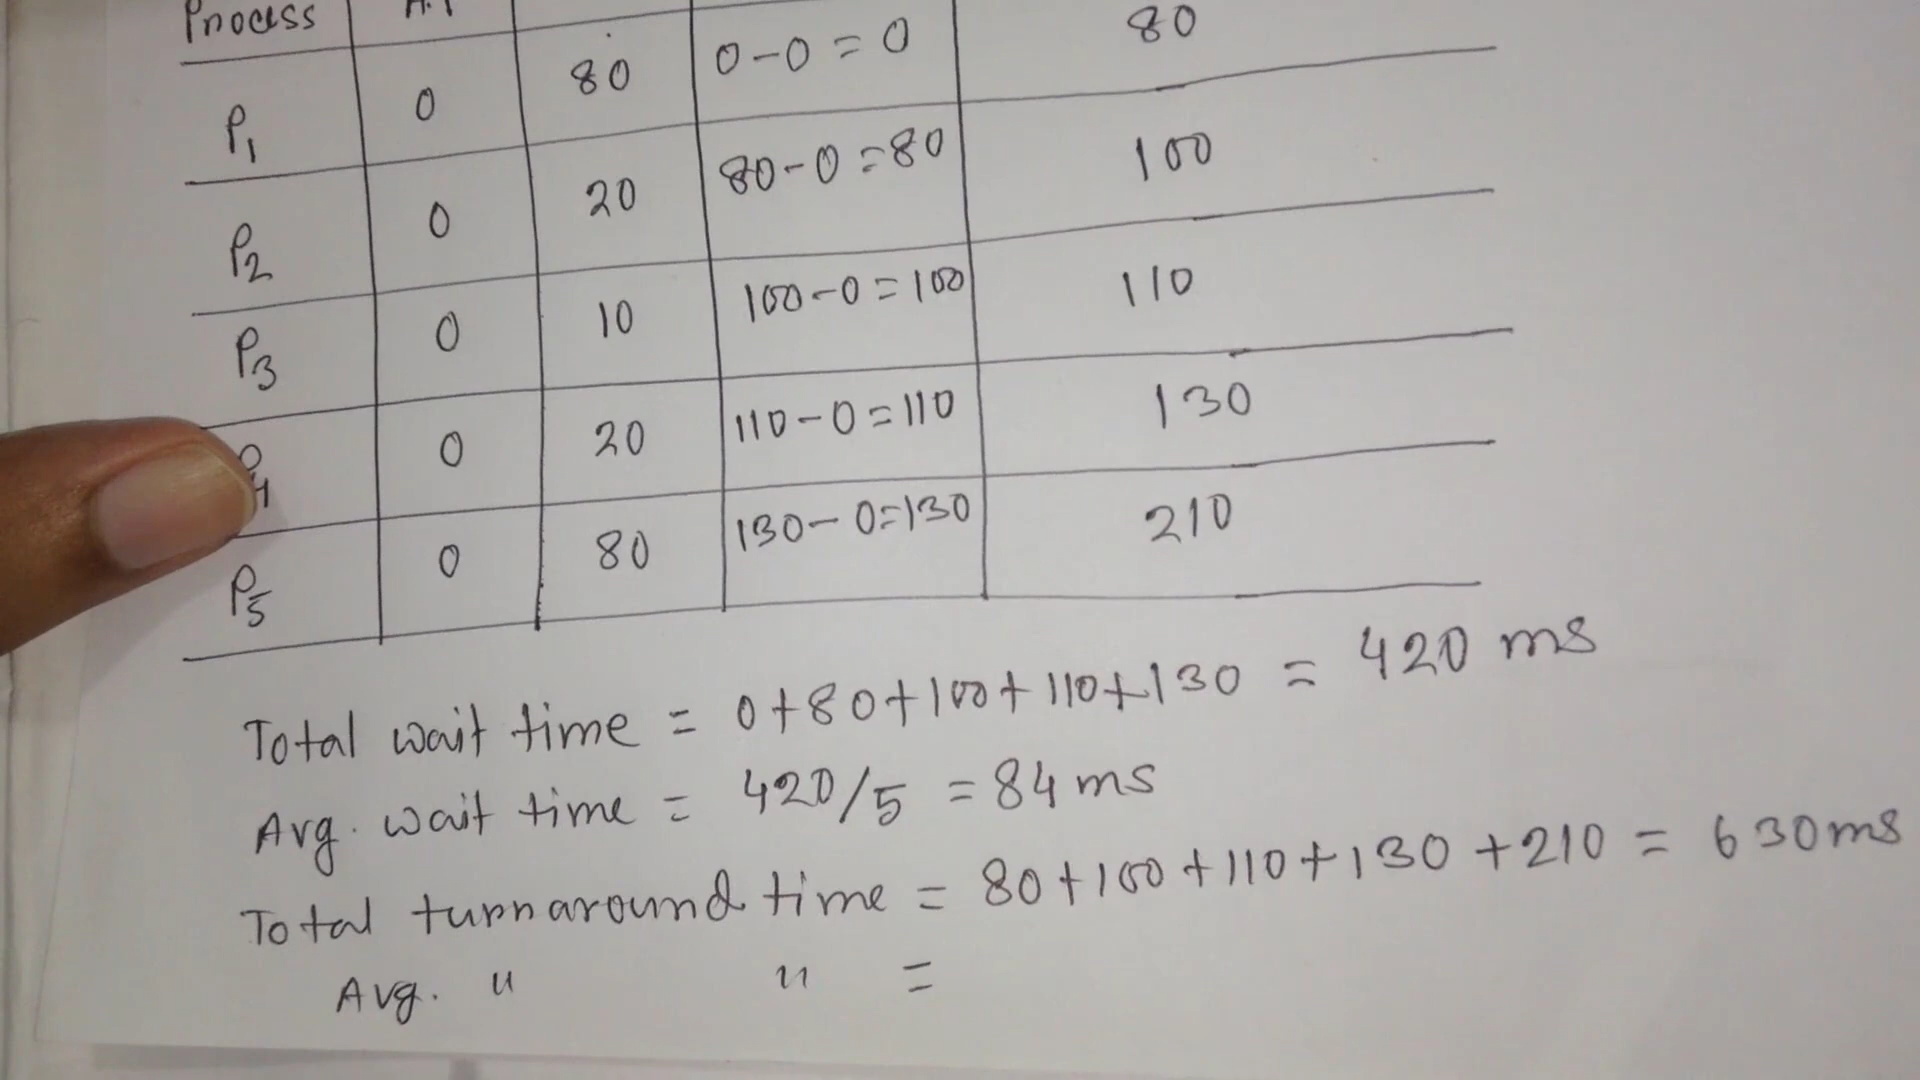 Process A.T
P1 0 80 0-0=0 80
P2 0 20 80-0=80 100
P3 0 10 100-0=100 110
P4 0 20 110-0=110 130
P5 0 80 130-0=130 210
Total wait time = 0+80+100+110+130 = 420 ms
Avg. wait time = 420/5 = 84 ms
Total turnaround time = 80+100+110+130+210 = 630ms
Avg. " " =